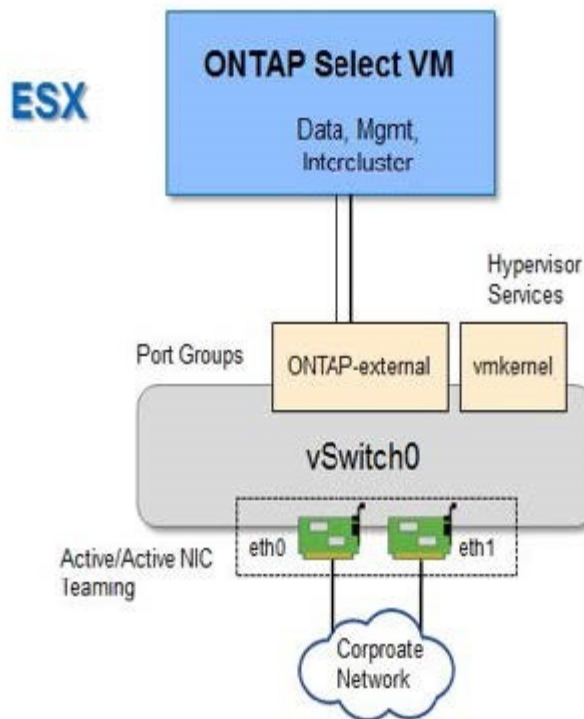 ONTAP Select VM
ESX
Data, Mgmt,
Intercluster
Hypervisor
Services
Port Groups
ONTAP-external
vmkernel
vSwitch0
eth0
eth1
Active/Active NIC
Teaming
Corproate
Network